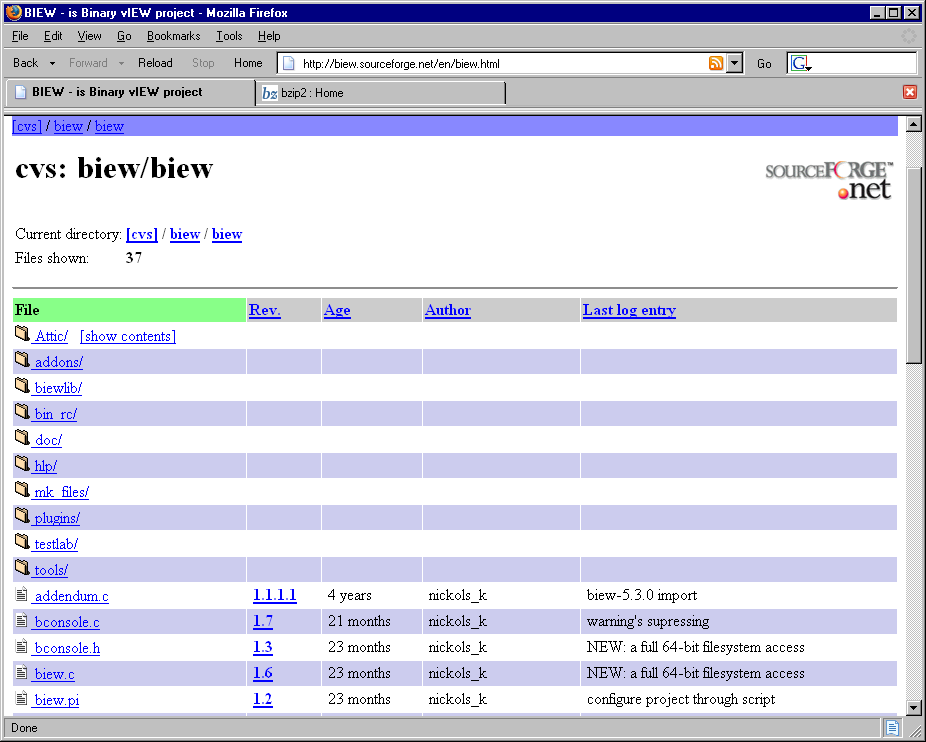 BIEW - is Binary vIEW project - Mozilla Firefox
File Edit View Go Bookmarks Tools Help
Back Forward Reload Stop Home http://biew.sourceforge.net/en/biew.html Go G
BIEW - is Binary vIEW project bz bzip2 : Home
[cvs] / biew / biew
cvs: biew/biew
SOURCEFORGE™
.net
Current directory: [cvs] / biew / biew
Files shown: 37
File Rev. Age Author Last log entry
Attic/ [show contents]
addons/
biewlib/
bin_rc/
doc/
hlp/
mk_files/
plugins/
testlab/
tools/
addendum.c 1.1.1.1 4 years nickols_k biew-5.3.0 import
bconsole.c 1.7 21 months nickols_k warning's supressing
bconsole.h 1.3 23 months nickols_k NEW: a full 64-bit filesystem access
biew.c 1.6 23 months nickols_k NEW: a full 64-bit filesystem access
biew.pi 1.2 23 months nickols_k configure project through script
Done